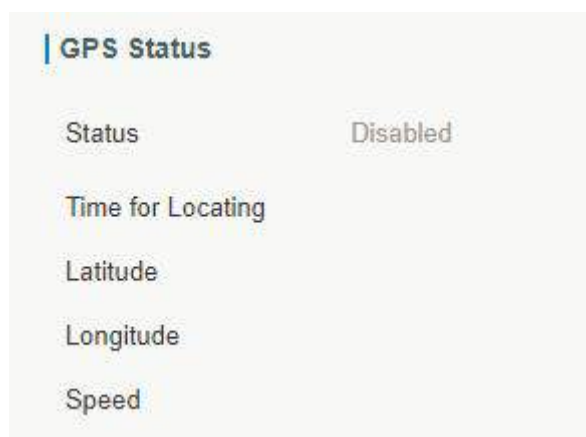 GPS Status
Status Disabled
Time for Locating
Latitude
Longitude
Speed